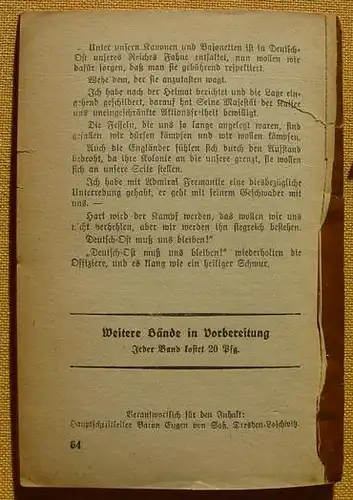 „Unter unsern Kanonen und Bajonetten ist in Deutsch-
Ost unseres Reiches Fahne entfaltet, nun wollen wir
dafür sorgen, daß man sie gebührend respektiert.
Wehe dem, der sie anzutasten wagt.
Ich habe nach der Heimat berichtet und die Lage ein-
gehend geschildert, darauf hat Seine Majestät der Kaiser
uns uneingeschränkte Aktionsfreiheit bewilligt.
Die Fesseln, die uns so lange angelegt waren, sind
gefallen wir dürfen kämpfen und wir wollen kämpfen.
Auch die Engländer fühlen sich durch den Aufstand
bedroht, da ihre Kolonie an die unsere grenzt, sie wollen
sich an unsere Seite stellen.
Ich habe mit Admiral Fremantle eine diesbezügliche
Unterredung gehabt, er geht mit seinem Geschwader mit
uns. —
Hart wird der Kampf werden, das wollen wir uns
nicht verhehlen, aber wir werden ihn siegreich bestehen.
Deutsch-Ost muß uns bleiben!“
„Deutsch-Ost muß uns bleiben!“ wiederholten die
Offiziere, und es klang wie ein heiliger Schwur.
Weitere Bände in Vorbereitung
Jeder Band kostet 20 Pfg.
Verantwortlich für den Inhalt:
Hauptschriftleiter Baron Eugen von Saß, Dresden-Loschwitz.
64